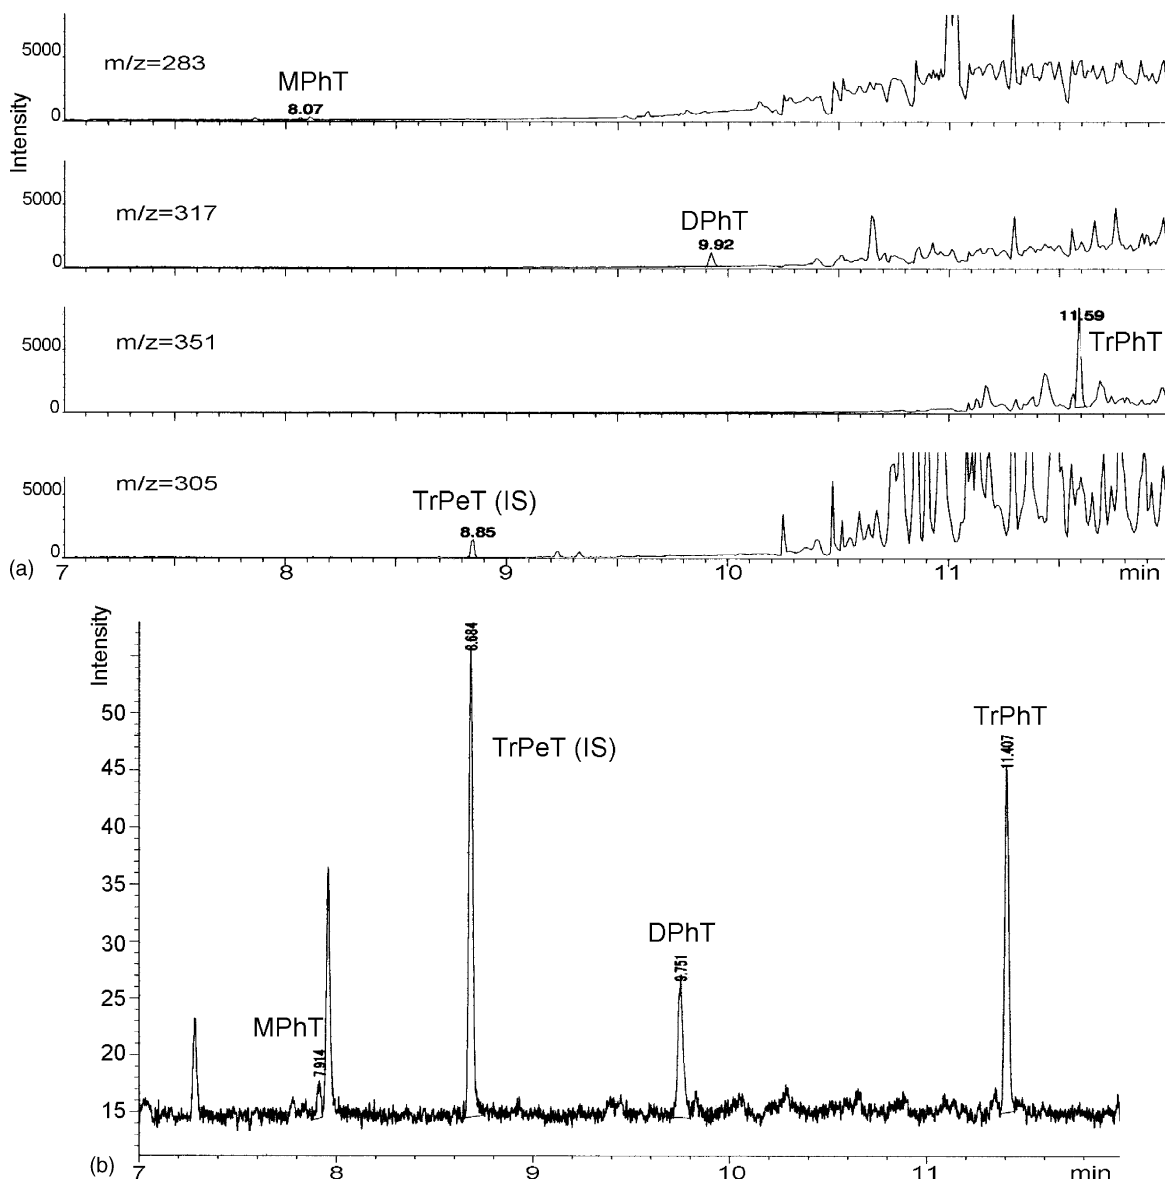 5000
m/z=283
MPhT
8.07
0
Intensity
5000
m/z=317
DPhT
9.92
0
5000
m/z=351
11.59
TrPhT
0
5000
m/z=305
TrPeT (IS)
8.85
0
(a)
7 8 9 10 11 min
Intensity
8.684
50
TrPhT
11.407
TrPeT (IS)
45
40
35
DPhT
9.751
30
25
MPhT
7.914
20
15
(b)
7 8 9 10 11 min